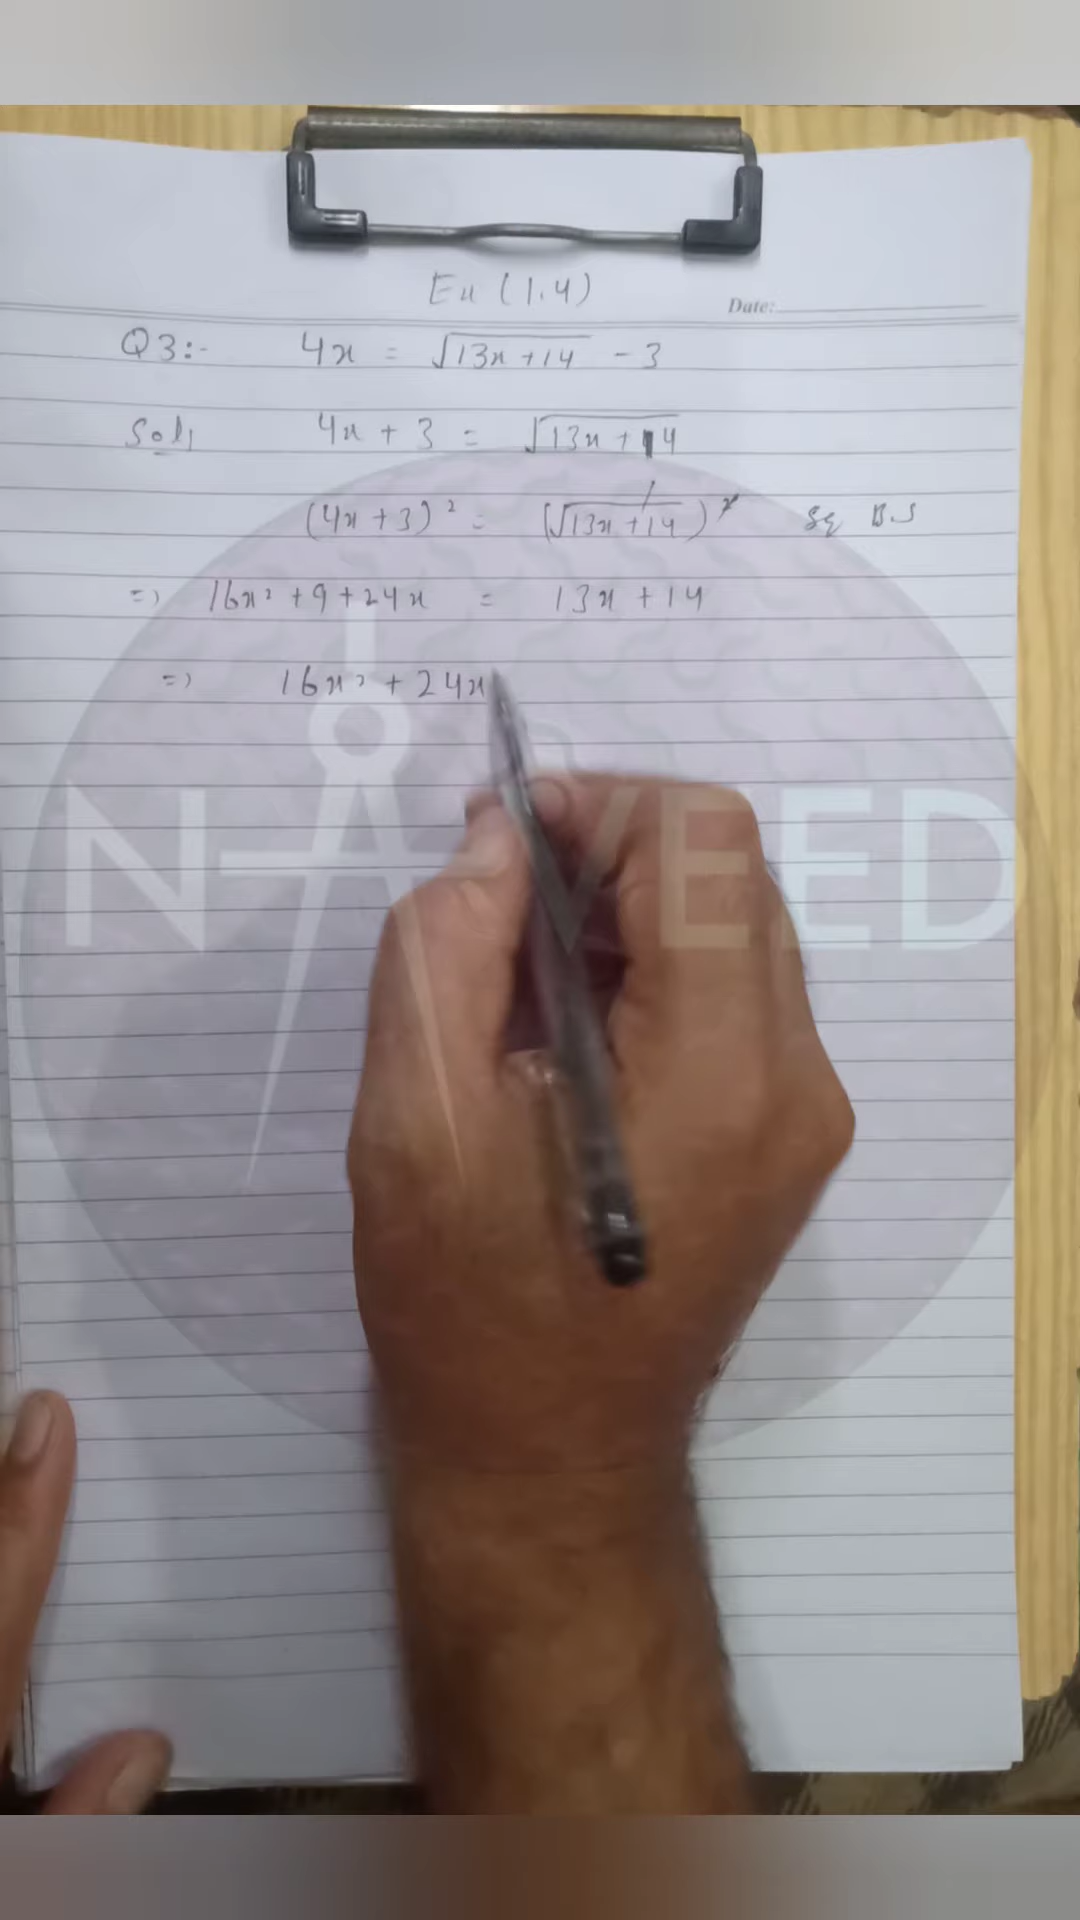 Ex (1.4)
Date:
Q3:- 4x = √13x+14 - 3
Sol, 4x + 3 = √13x+14
(4x+3)² = (√13x+14)² Sq B.S
=> 16x² + 9 + 24x = 13x + 14
=> 16x² + 24x
NAVEED